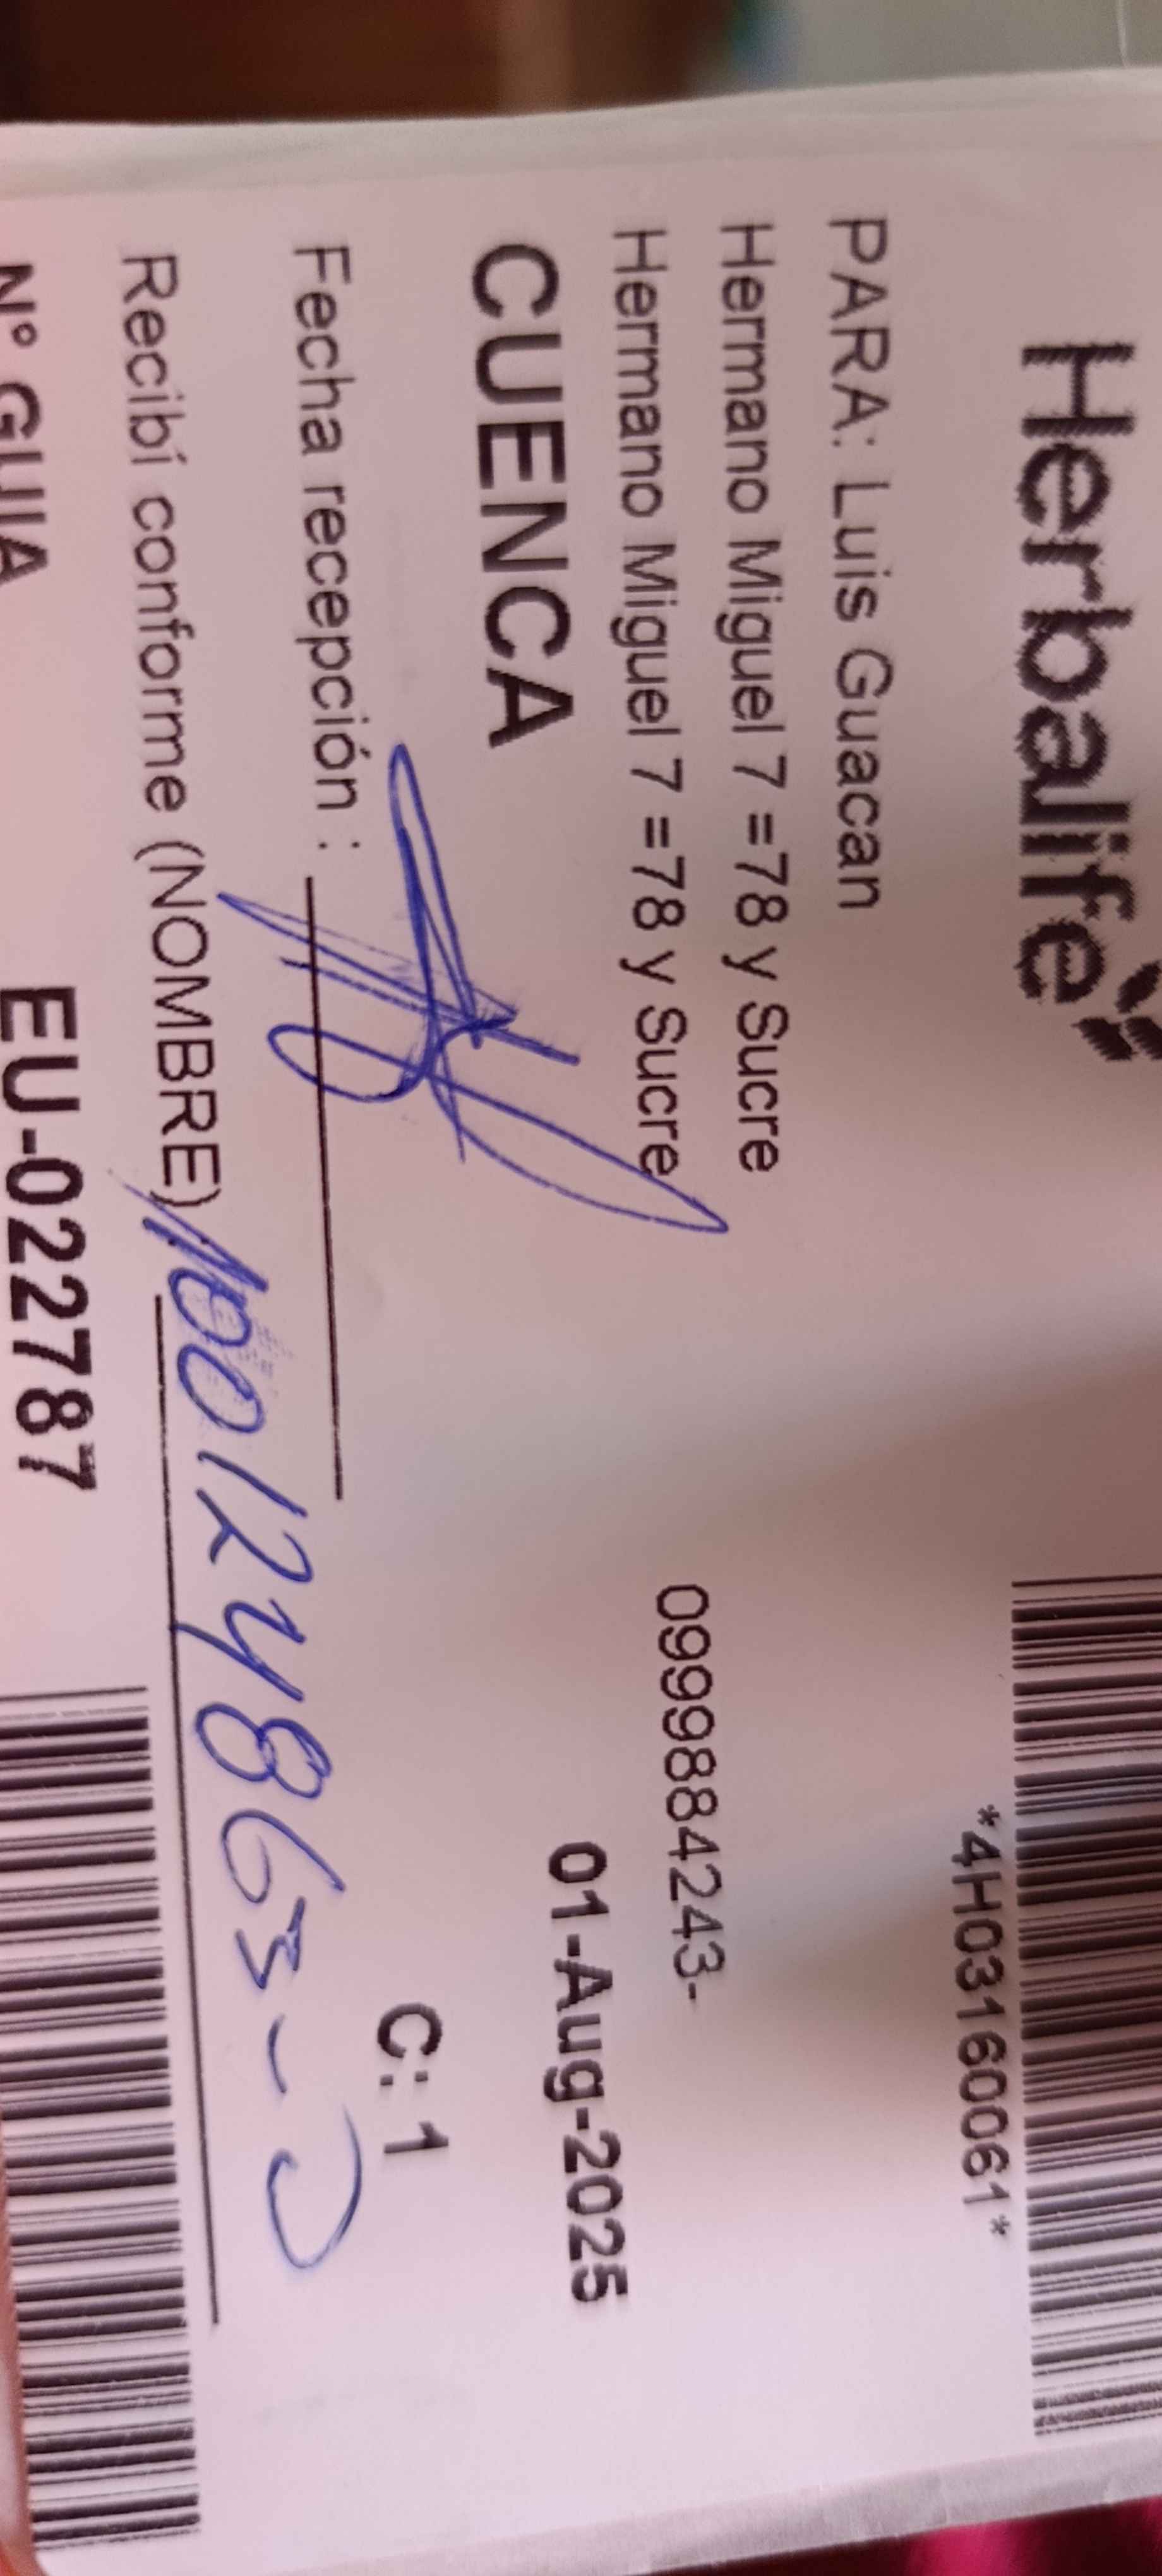 Herbalife
*4H03160061*
PARA: Luis Guacan
Hermano Miguel 7 =78 y Sucre
Hermano Miguel 7 =78 y Sucre
0999884243-
CUENCA
01-Aug-2025
Fecha recepción :
C: 1
Recibí conforme (NOMBRE)
N° GUIA
EU-022787